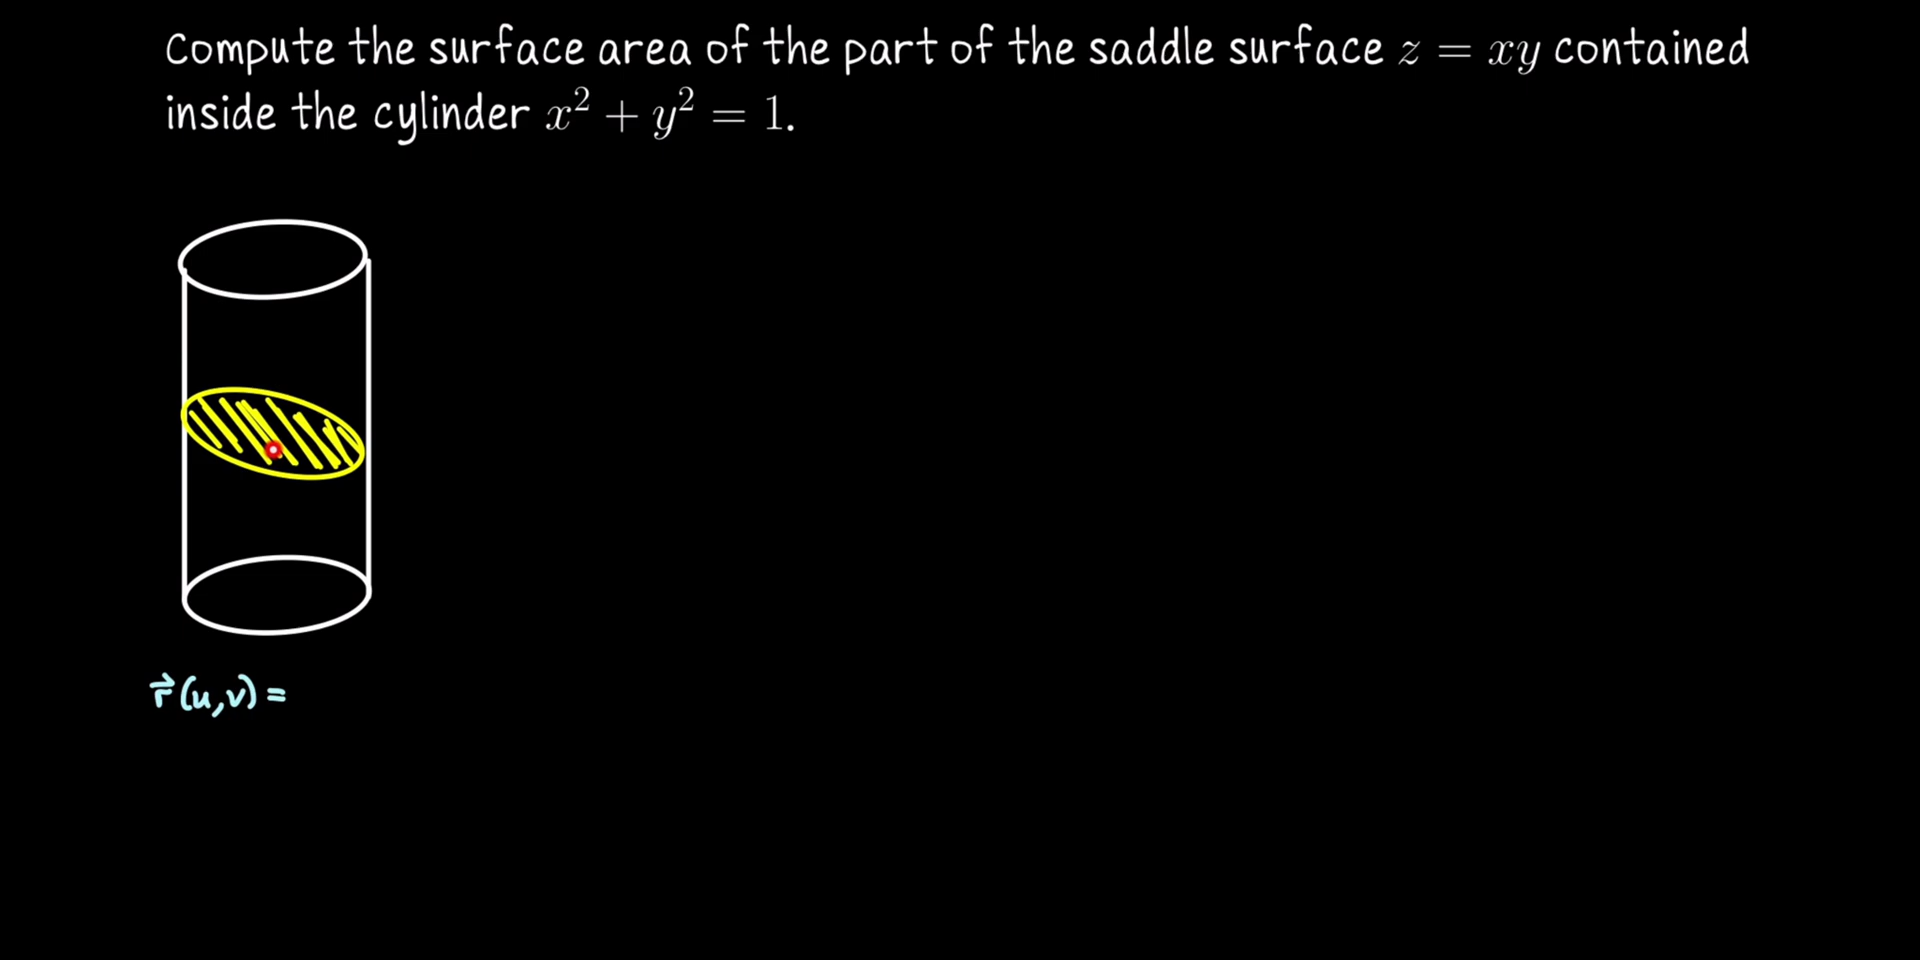 Compute the surface area of the part of the saddle surface z = xy contained
inside the cylinder x² + y² = 1.
r⃗(u,v) =